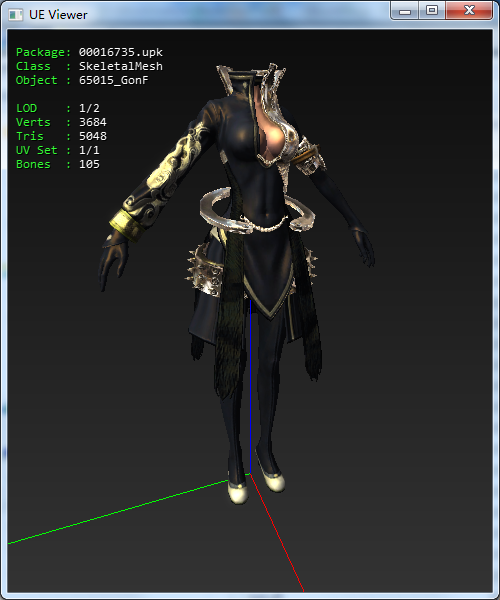 UE Viewer
Package: 00016735.upk
Class : SkeletalMesh
Object : 65015_GonF
LOD : 1/2
Verts : 3684
Tris : 5048
UV Set : 1/1
Bones : 105